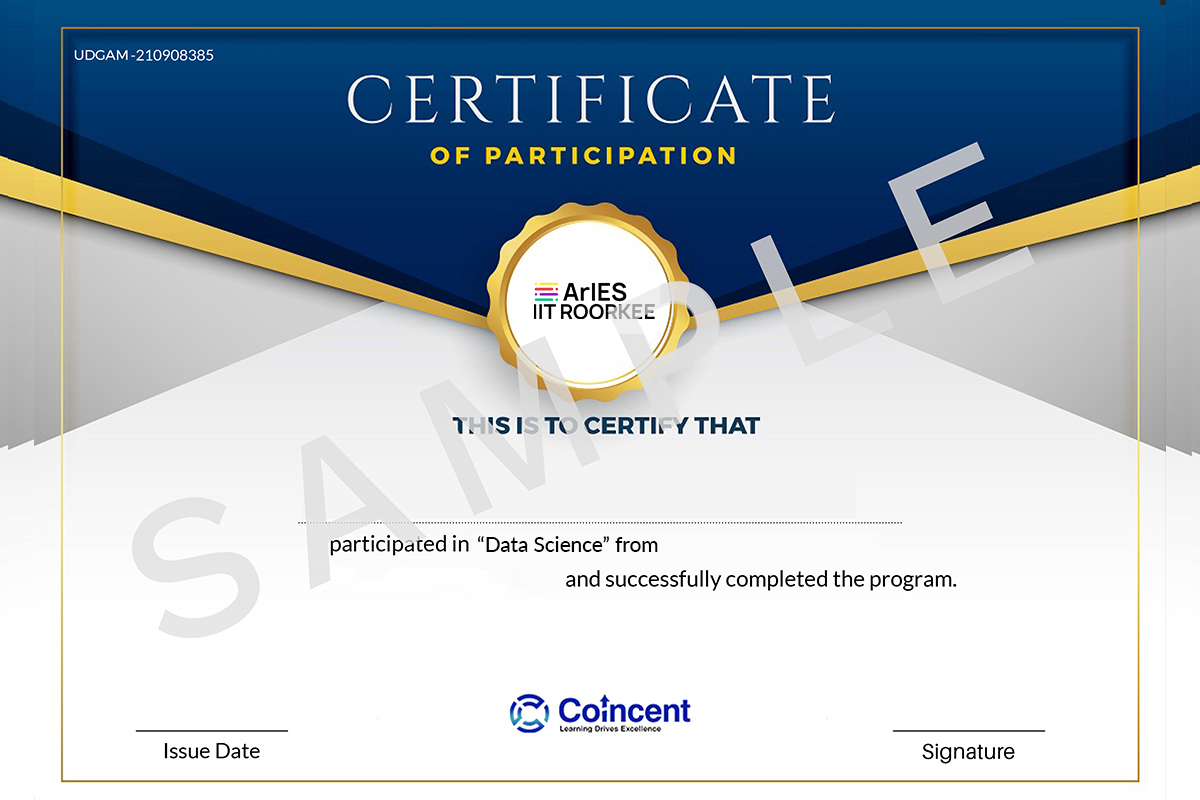 UDGAM-210908385
CERTIFICATE
OF PARTICIPATION
ArIES
IIT ROORKEE
SAMPLE
THIS IS TO CERTIFY THAT
participated in “Data Science” from
and successfully completed the program.
Coincent
Learning Drives Excellence
Issue Date
Signature